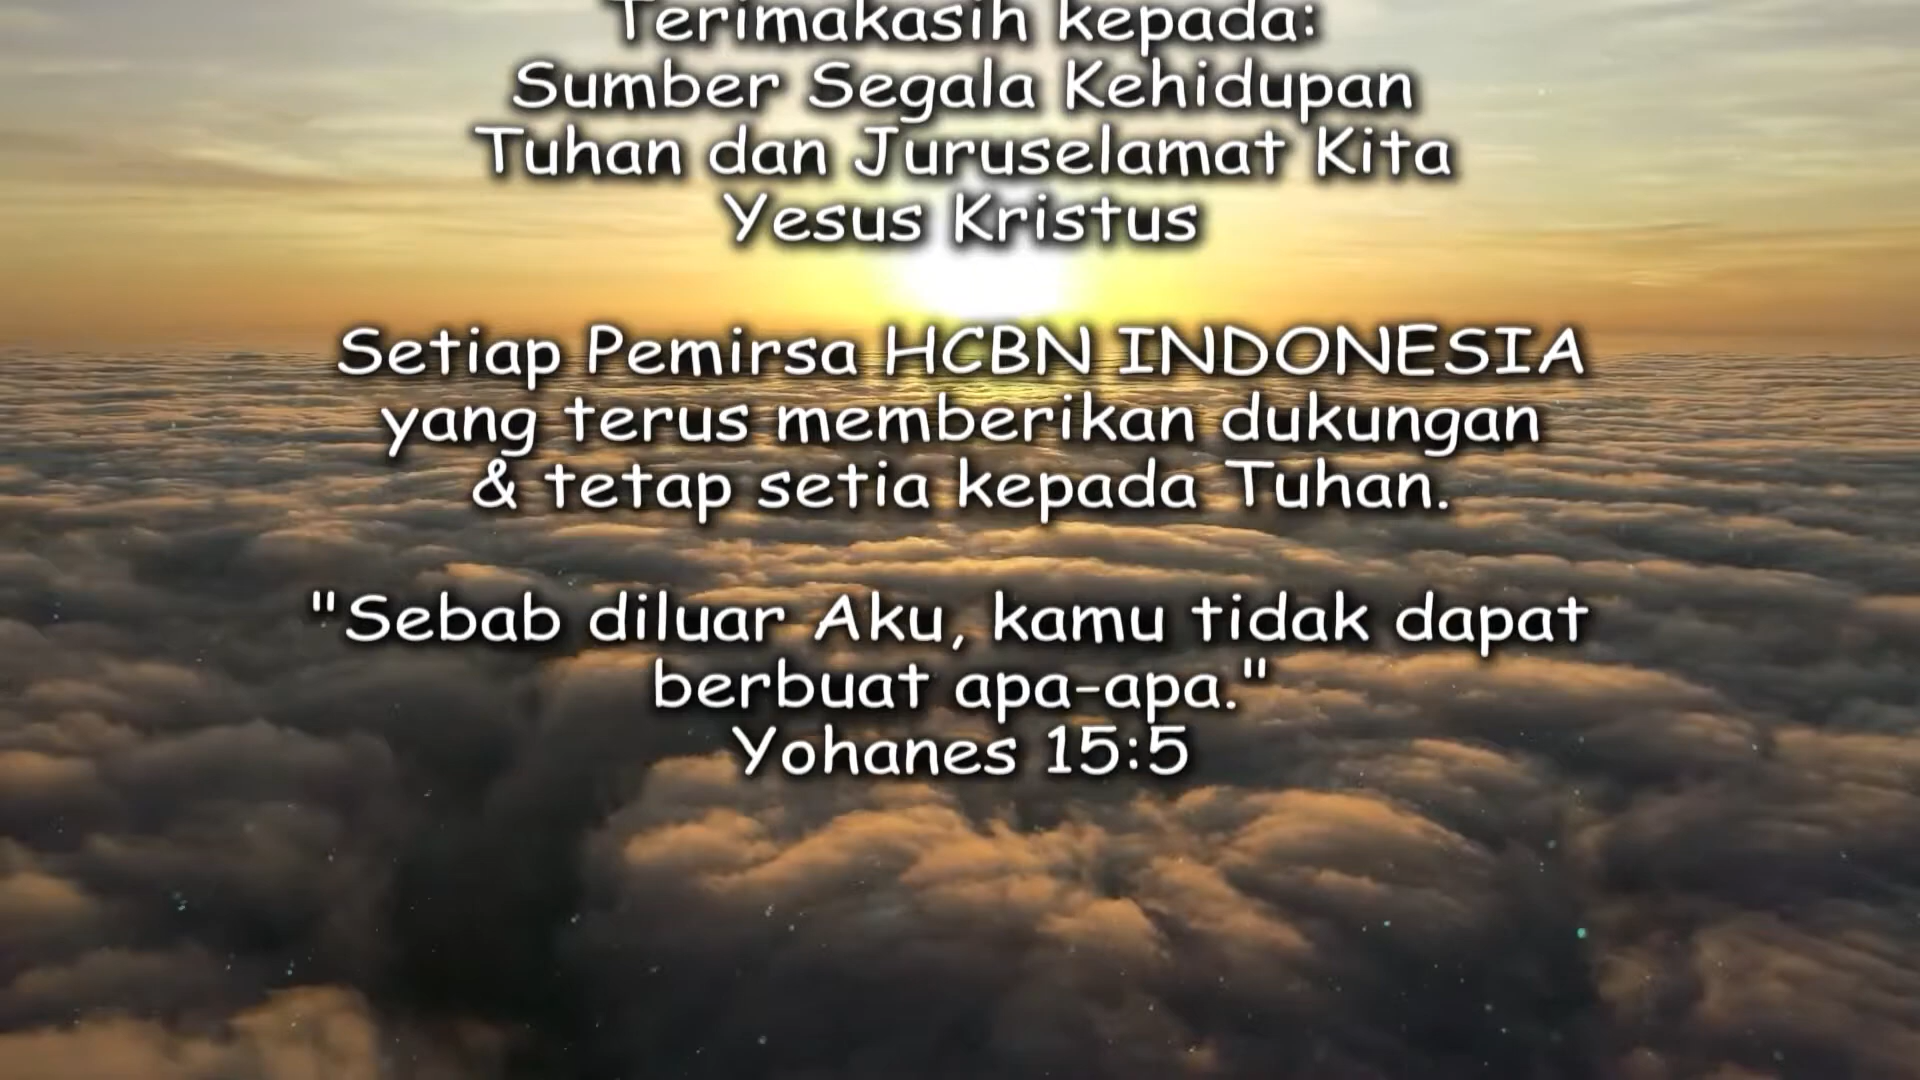 Terimakasih kepada:
Sumber Segala Kehidupan
Tuhan dan Juruselamat Kita
Yesus Kristus
Setiap Pemirsa HCBN INDONESIA
yang terus memberikan dukungan
& tetap setia kepada Tuhan.
"Sebab diluar Aku, kamu tidak dapat
berbuat apa-apa."
Yohanes 15:5